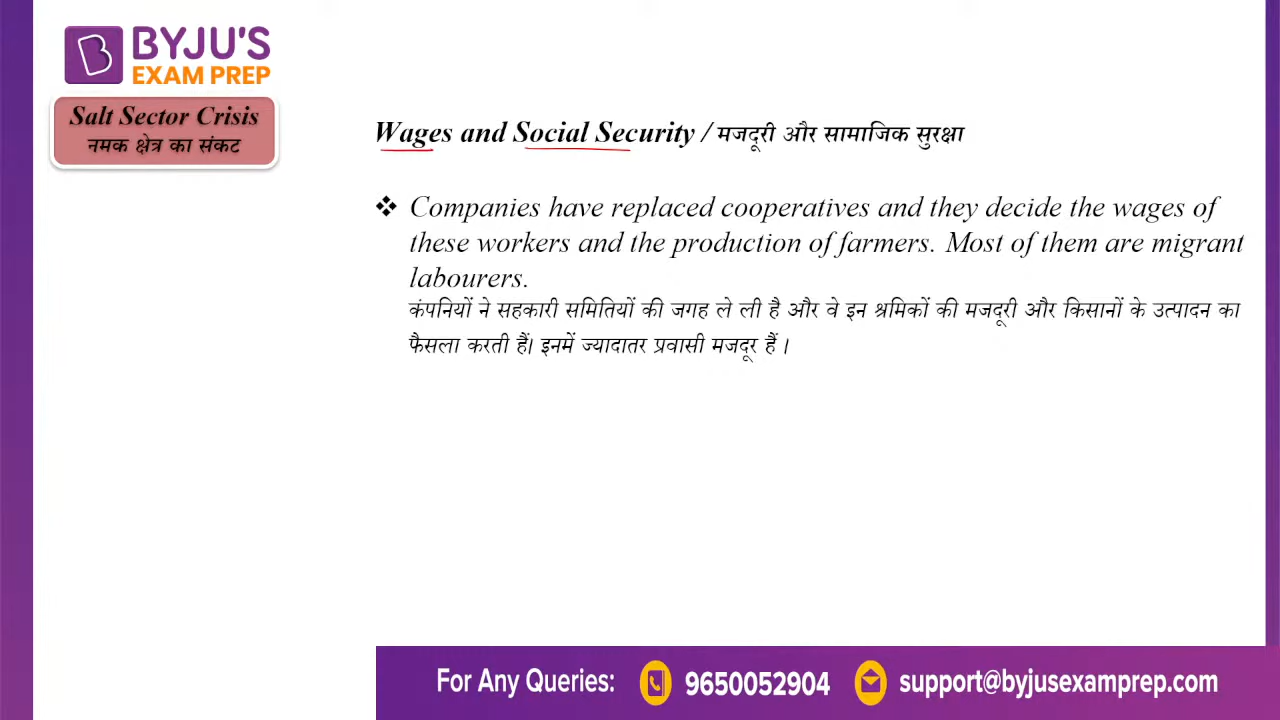 BYJU'S
EXAM PREP
Salt Sector Crisis
नमक क्षेत्र का संकट
Wages and Social Security / मजदूरी और सामाजिक सुरक्षा
❖ Companies have replaced cooperatives and they decide the wages of
these workers and the production of farmers. Most of them are migrant
labourers.
कंपनियों ने सहकारी समितियों की जगह ले ली है और वे इन श्रमिकों की मजदूरी और किसानों के उत्पादन का
फैसला करती हैं। इनमें ज्यादातर प्रवासी मजदूर हैं ।
For Any Queries: 9650052904 support@byjusexamprep.com